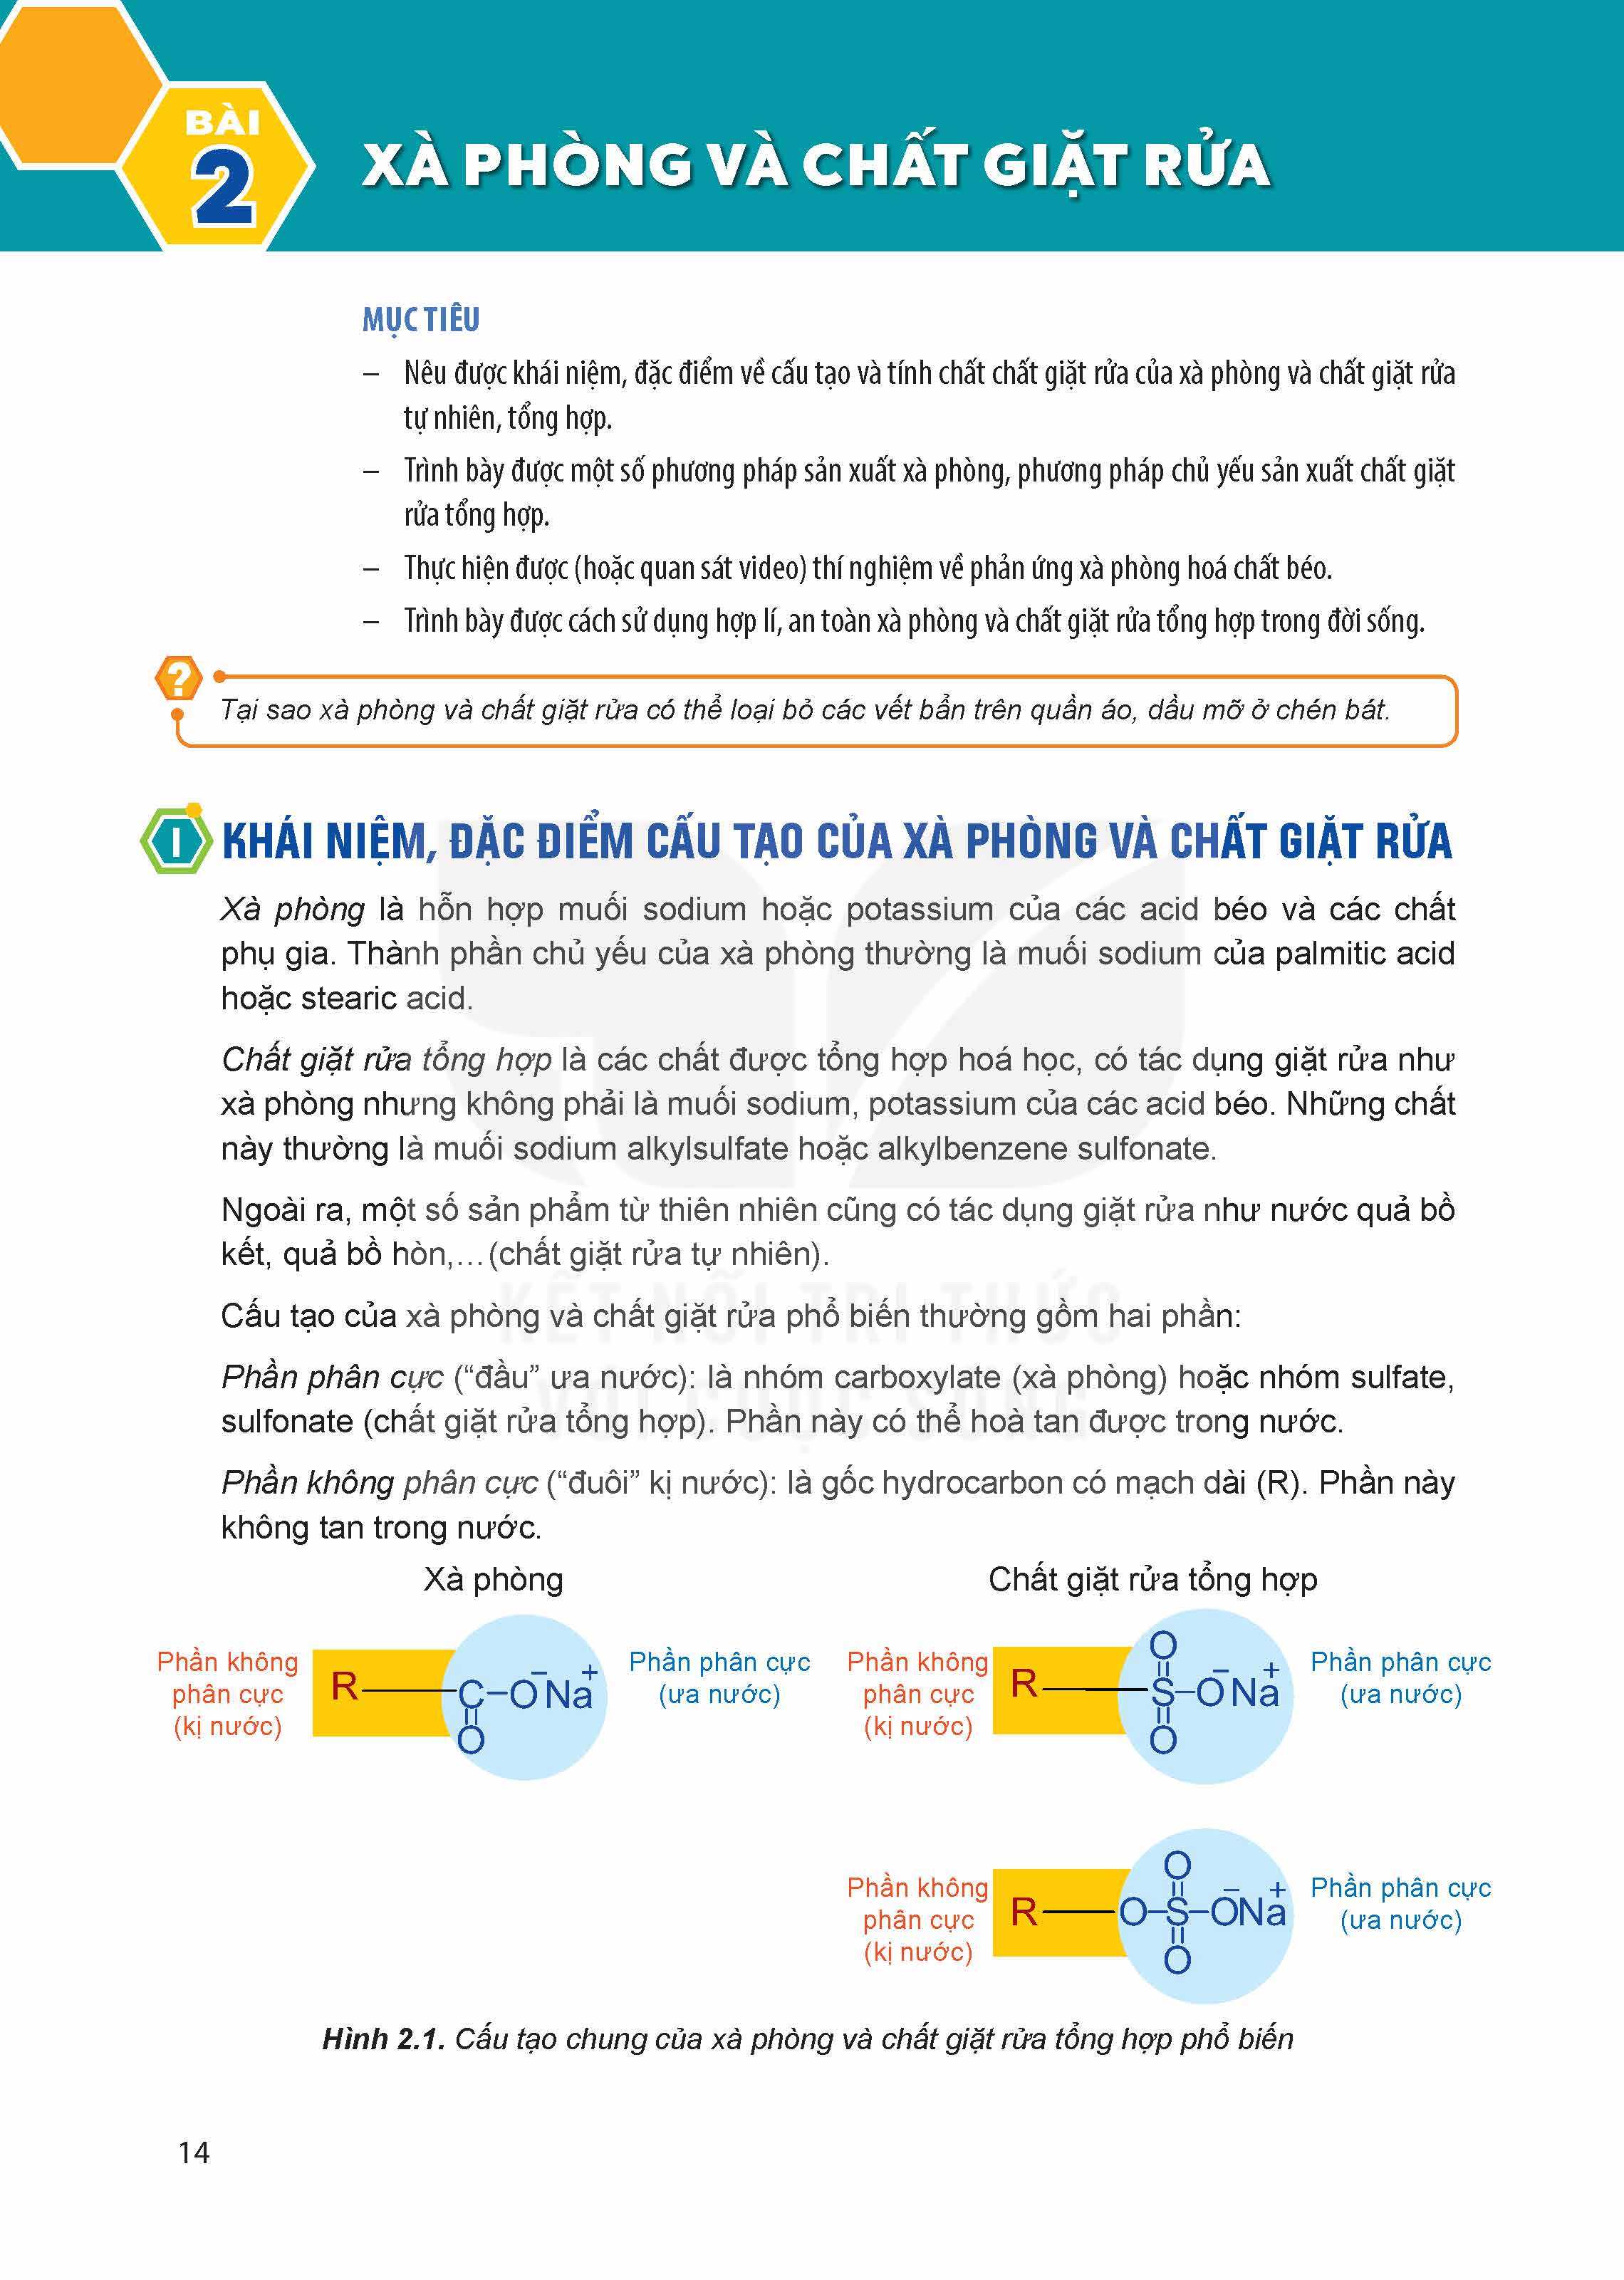 BÀI
2
XÀ PHÒNG VÀ CHẤT GIẶT RỬA
MỤC TIÊU
– Nêu được khái niệm, đặc điểm về cấu tạo và tính chất chất giặt rửa của xà phòng và chất giặt rửa
tự nhiên, tổng hợp.
– Trình bày được một số phương pháp sản xuất xà phòng, phương pháp chủ yếu sản xuất chất giặt
rửa tổng hợp.
– Thực hiện được (hoặc quan sát video) thí nghiệm về phản ứng xà phòng hoá chất béo.
– Trình bày được cách sử dụng hợp lí, an toàn xà phòng và chất giặt rửa tổng hợp trong đời sống.
?
Tại sao xà phòng và chất giặt rửa có thể loại bỏ các vết bẩn trên quần áo, dầu mỡ ở chén bát.
I KHÁI NIỆM, ĐẶC ĐIỂM CẤU TẠO CỦA XÀ PHÒNG VÀ CHẤT GIẶT RỬA
Xà phòng là hỗn hợp muối sodium hoặc potassium của các acid béo và các chất
phụ gia. Thành phần chủ yếu của xà phòng thường là muối sodium của palmitic acid
hoặc stearic acid.
Chất giặt rửa tổng hợp là các chất được tổng hợp hoá học, có tác dụng giặt rửa như
xà phòng nhưng không phải là muối sodium, potassium của các acid béo. Những chất
này thường là muối sodium alkylsulfate hoặc alkylbenzene sulfonate.
Ngoài ra, một số sản phẩm từ thiên nhiên cũng có tác dụng giặt rửa như nước quả bồ
kết, quả bồ hòn,...(chất giặt rửa tự nhiên).
KẾT NỐI TRI THỨC
Cấu tạo của xà phòng và chất giặt rửa phổ biến thường gồm hai phần:
Phần phân cực (“đầu” ưa nước): là nhóm carboxylate (xà phòng) hoặc nhóm sulfate,
VỚI CUỘC SỐNG
sulfonate (chất giặt rửa tổng hợp). Phần này có thể hoà tan được trong nước.
Phần không phân cực (“đuôi” kị nước): là gốc hydrocarbon có mạch dài (R). Phần này
không tan trong nước.
Xà phòng
Phần không
phân cực
(kị nước)
R C–O⁻Na⁺
O
Phần phân cực
(ưa nước)
Chất giặt rửa tổng hợp
Phần không
phân cực
(kị nước)
O
R S–O⁻Na⁺
O
Phần phân cực
(ưa nước)
Phần không
phân cực
(kị nước)
O
R O–S–O⁻Na⁺
O
Phần phân cực
(ưa nước)
Hình 2.1. Cấu tạo chung của xà phòng và chất giặt rửa tổng hợp phổ biến
14